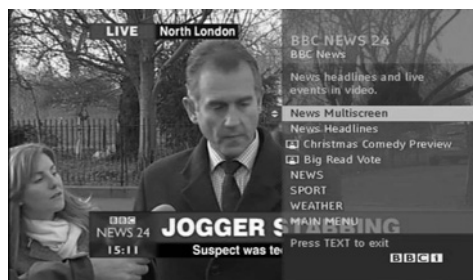 LIVE North London
BBC NEWS 24
BBC News
News headlines and live
events in video.
News Multiscreen
News Headlines
Christmas Comedy Preview
Big Read Vote
NEWS
SPORT
WEATHER
MAIN MENU
Press TEXT to exit
BBCi
BBC
NEWS 24
15:11
JOGGER STABBING
Suspect was